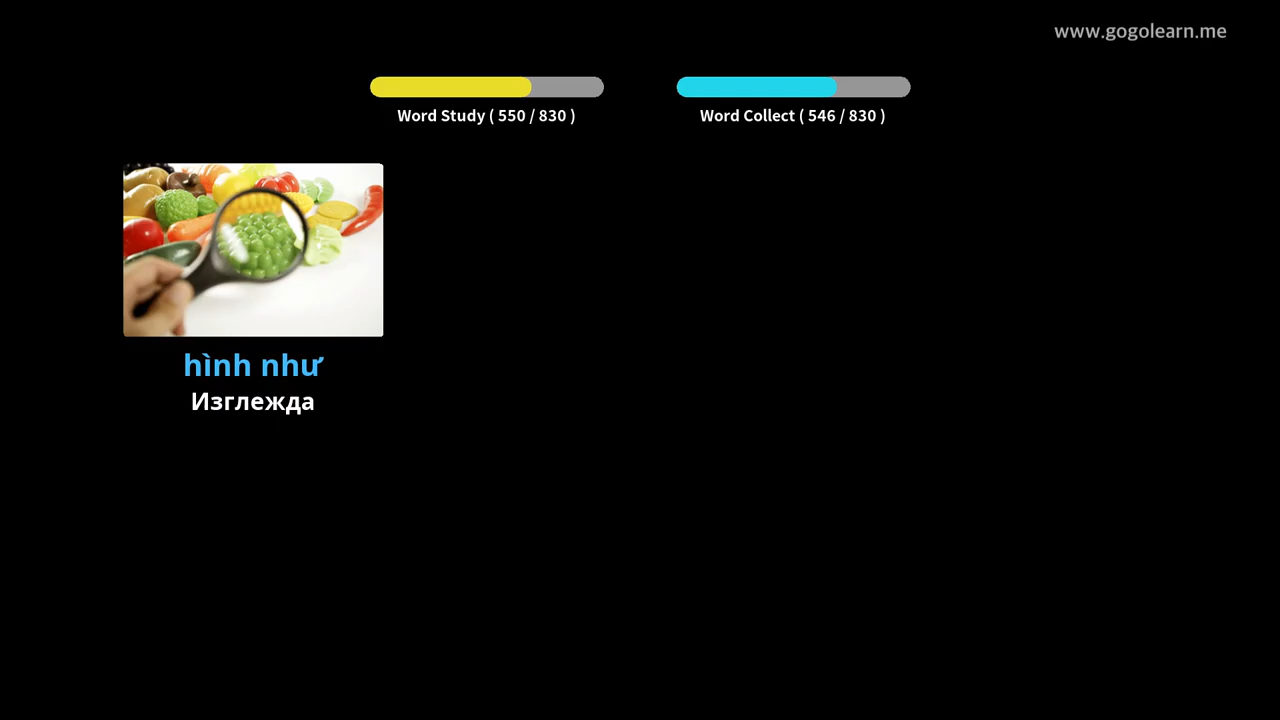 www.gogolearn.me
Word Study ( 550 / 830 )
Word Collect ( 546 / 830 )
hình như
Изглежда